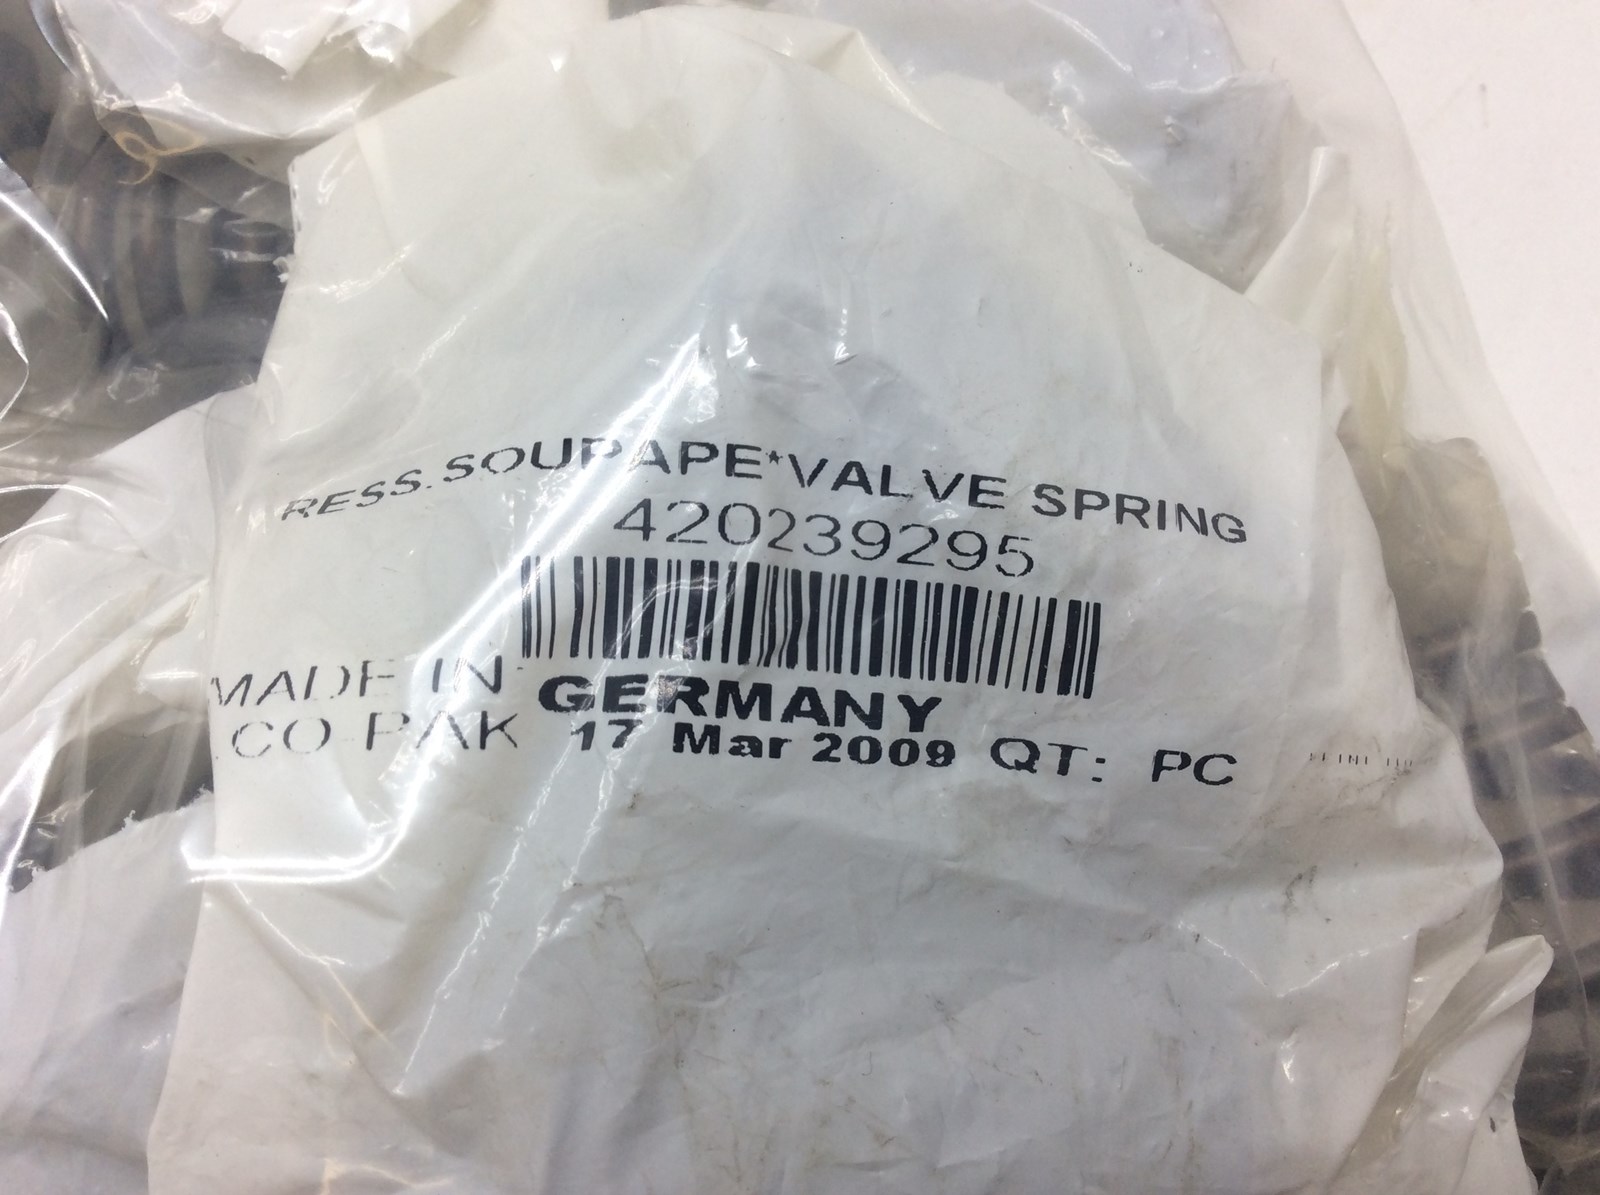 RESS.SOUPAPE*VALVE SPRING
420239295
MADE IN GERMANY
CO-PAK 17 Mar 2009 QT: PC